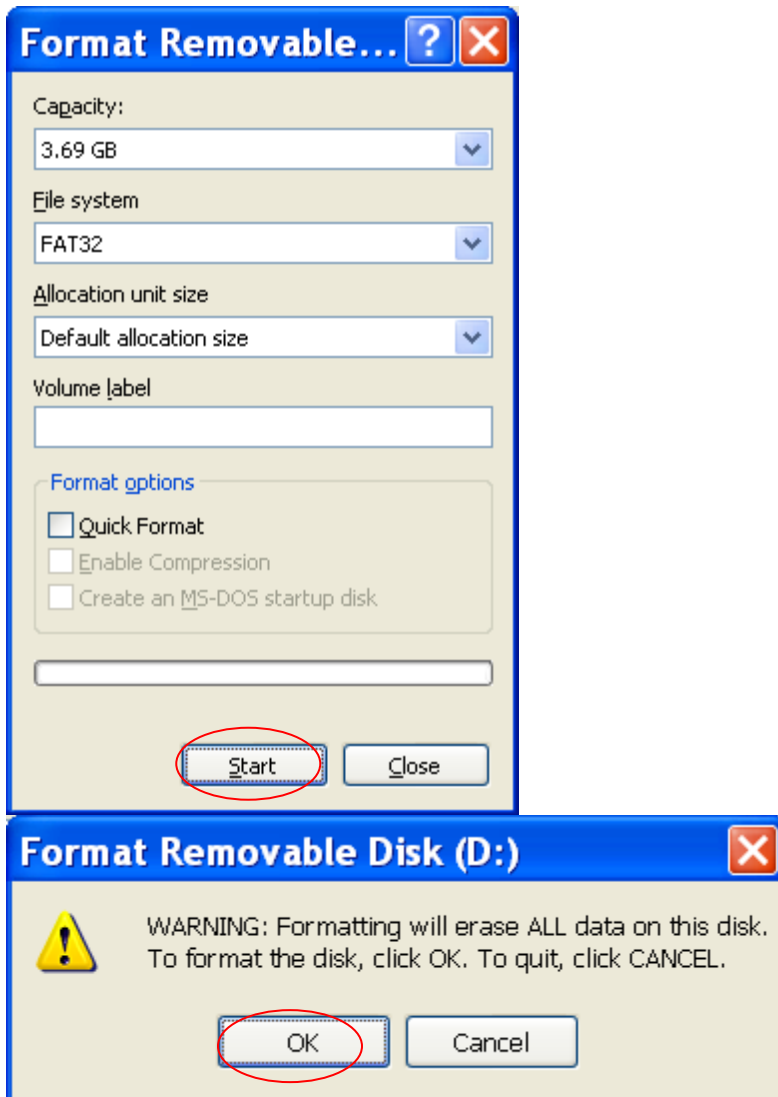 Format Removable...
Capacity:
3.69 GB
File system
FAT32
Allocation unit size
Default allocation size
Volume label
Format options
Quick Format
Enable Compression
Create an MS-DOS startup disk
Start Close
Format Removable Disk (D:)
WARNING: Formatting will erase ALL data on this disk.
To format the disk, click OK. To quit, click CANCEL.
OK Cancel